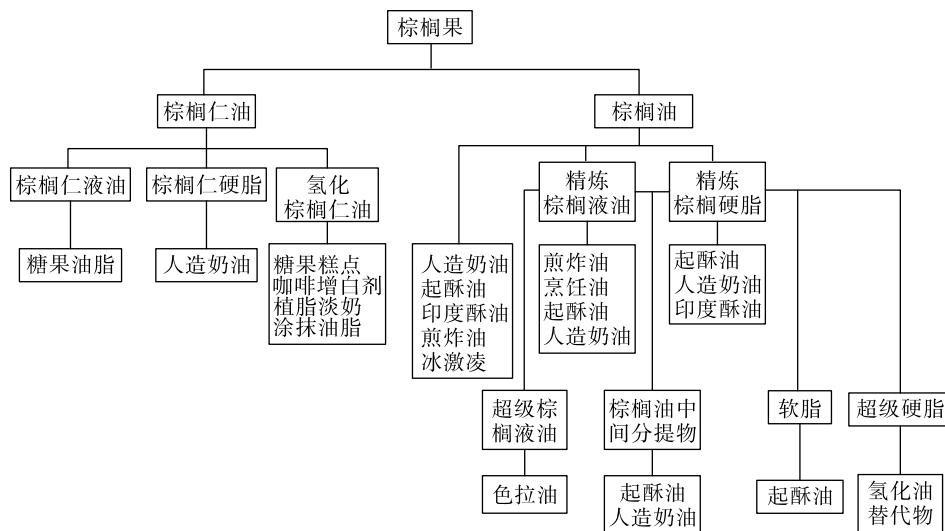 棕榈果
棕榈仁油
棕榈油
棕榈仁液油
棕榈仁硬脂
氢化
棕榈仁油
精炼
棕榈液油
精炼
棕榈硬脂
糖果油脂
人造奶油
糖果糕点
咖啡增白剂
植脂淡奶
涂抹油脂
人造奶油
起酥油
印度酥油
煎炸油
冰激凌
煎炸油
烹饪油
起酥油
人造奶油
起酥油
人造奶油
印度酥油
超级棕
榈液油
棕榈油中
间分提物
软脂
超级硬脂
色拉油
起酥油
人造奶油
起酥油
氢化油
替代物